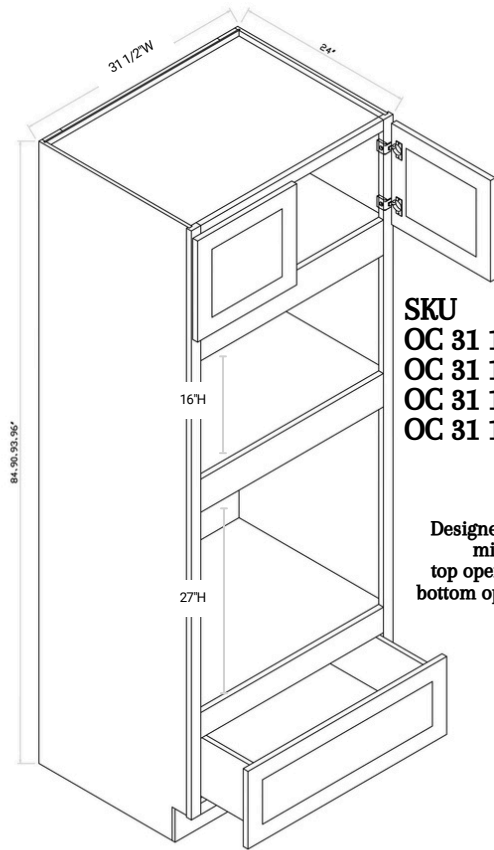 31 1/2"W
24"
84.90.93.96"
16"H
27"H
SKU
OC 31 1
OC 31 1
OC 31 1
OC 31 1
Designe
mi
top oper
bottom op